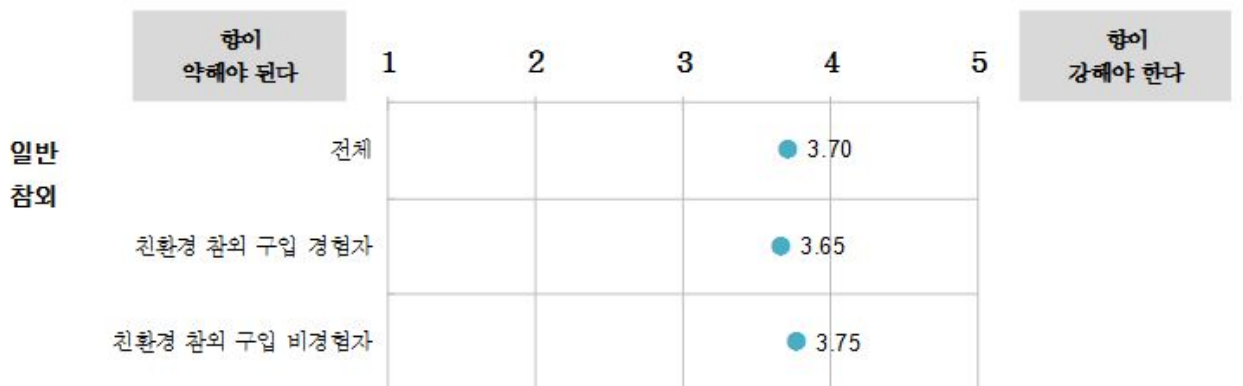 향이
약해야 된다
1 2 3 4 5
향이
강해야 한다
일반
참외
전체 3.70
친환경 참외 구입 경험자 3.65
친환경 참외 구입 비경험자 3.75